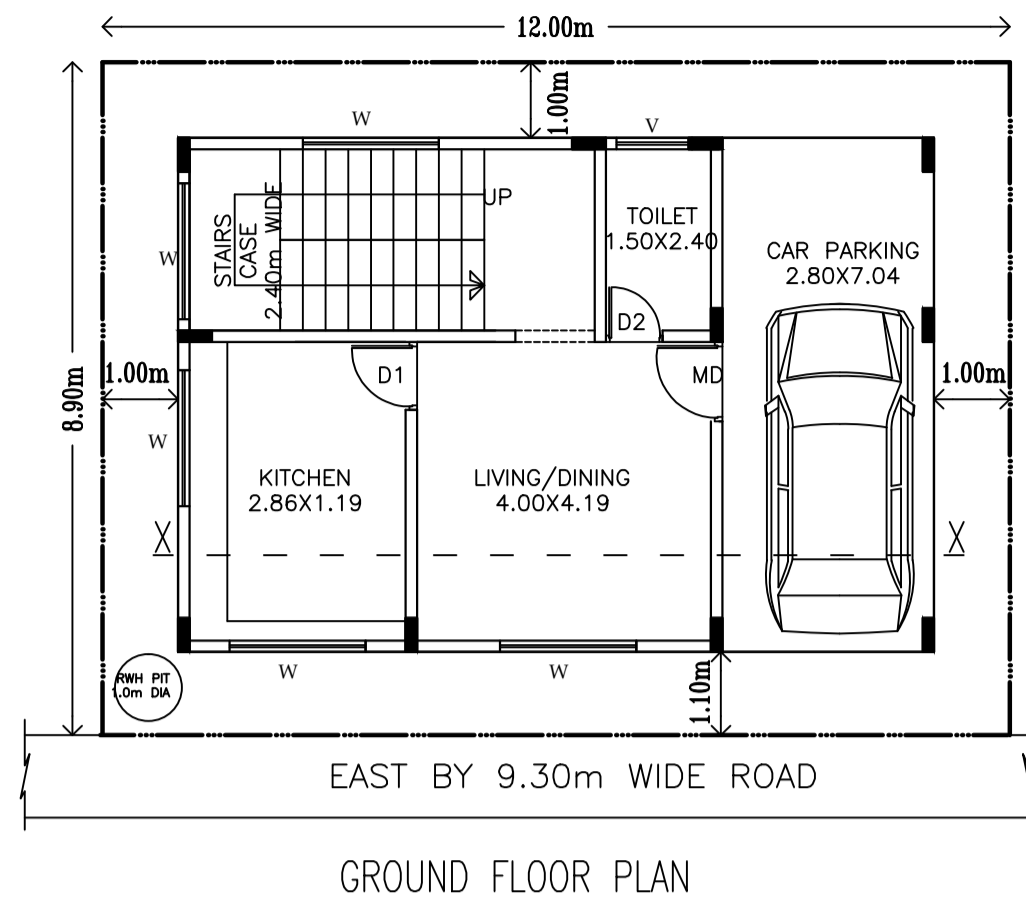 12.00m
1.00m
W
V
STAIRS
CASE
2.40m WIDE
UP
TOILET
1.50X2.40
CAR PARKING
2.80X7.04
W
D2
8.90m
1.00m
D1
MD
1.00m
W
KITCHEN
2.86X1.19
LIVING/DINING
4.00X4.19
X
X
W
W
RWH PIT
1.0m DIA
1.10m
EAST BY 9.30m WIDE ROAD
GROUND FLOOR PLAN